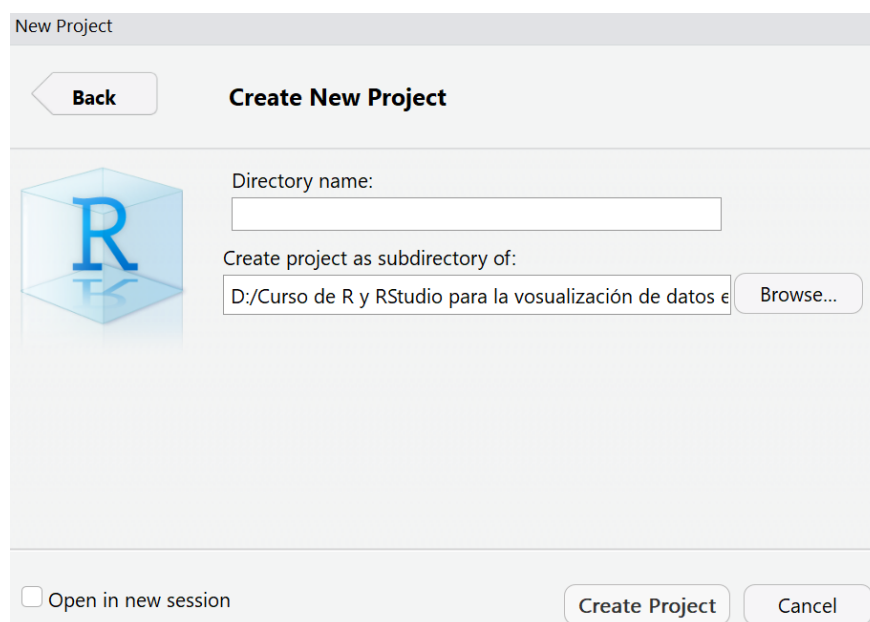 New Project
Back
Create New Project
Directory name:
R
Create project as subdirectory of:
D:/Curso de R y RStudio para la vosualización de datos e
Browse...
Open in new session
Create Project
Cancel